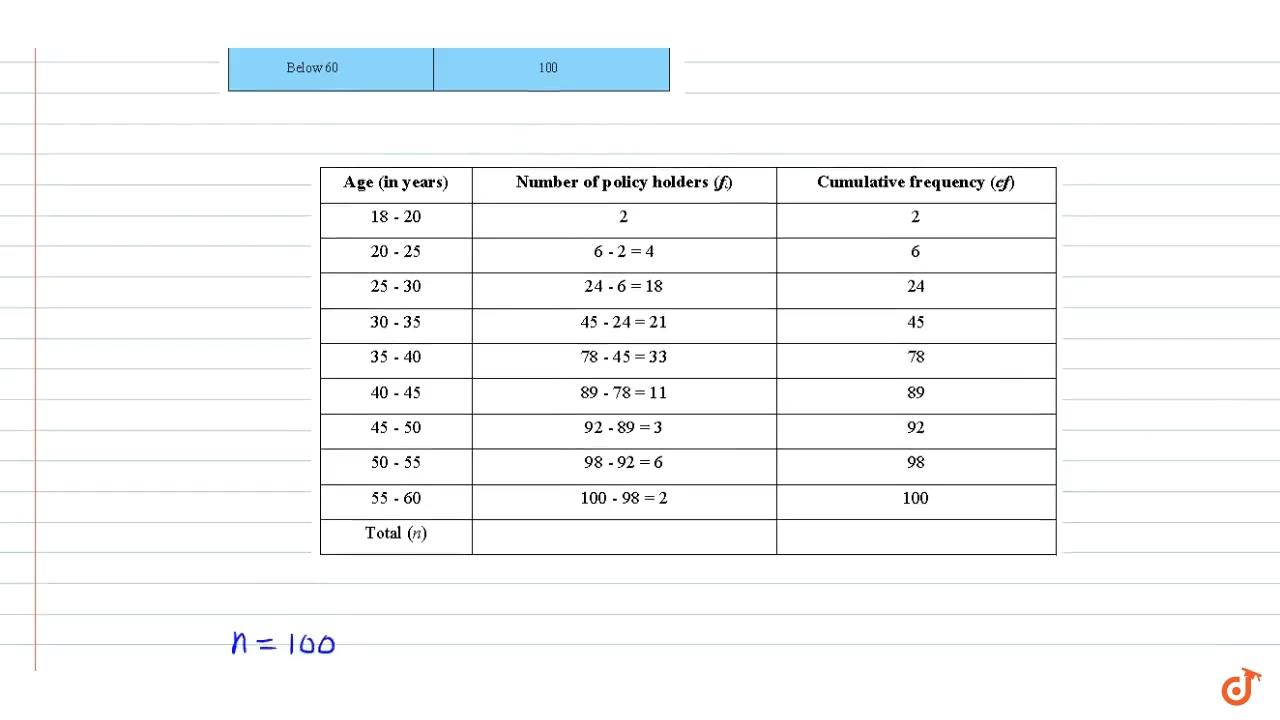 Below 60 100
Age (in years) Number of policy holders (fᵢ) Cumulative frequency (cf)
18 - 20 2 2
20 - 25 6 - 2 = 4 6
25 - 30 24 - 6 = 18 24
30 - 35 45 - 24 = 21 45
35 - 40 78 - 45 = 33 78
40 - 45 89 - 78 = 11 89
45 - 50 92 - 89 = 3 92
50 - 55 98 - 92 = 6 98
55 - 60 100 - 98 = 2 100
Total (n)
n = 100